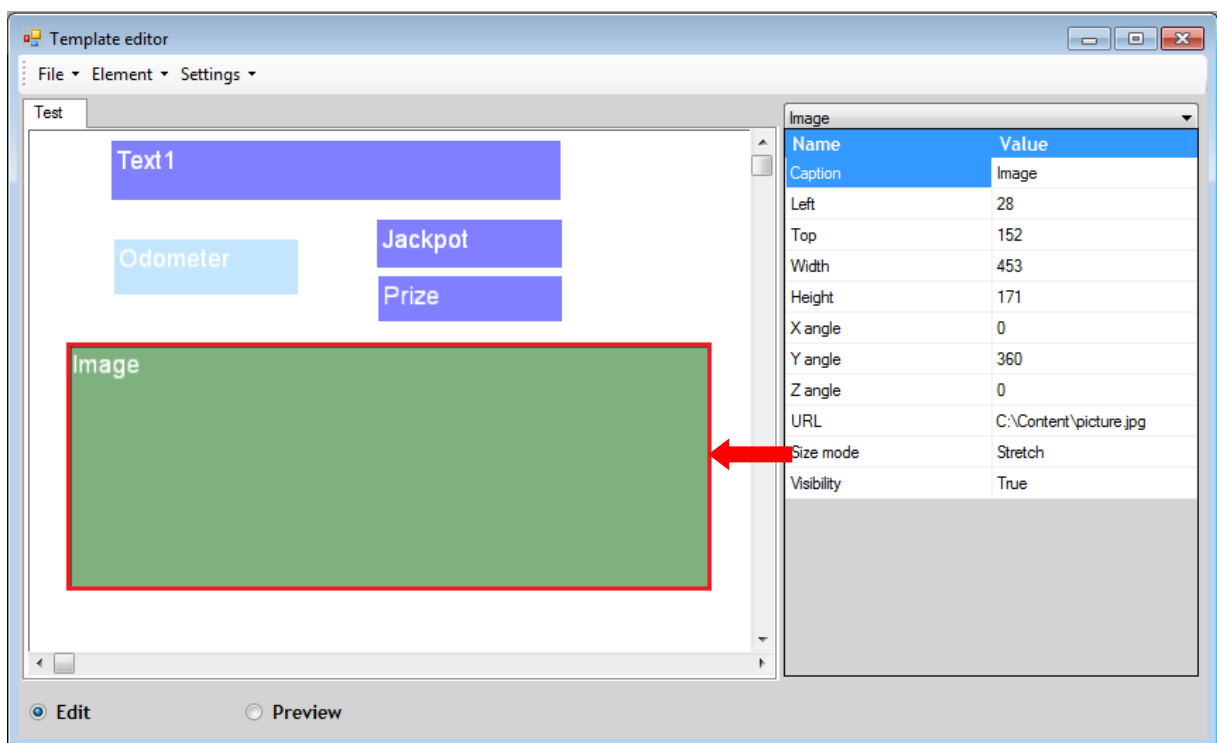 Template editor
File Element Settings
Test
Text1
Odometer
Jackpot
Prize
Image
Image
Name Value
Caption Image
Left 28
Top 152
Width 453
Height 171
X angle 0
Y angle 360
Z angle 0
URL C:\Content\picture.jpg
Size mode Stretch
Visibility True
Edit Preview